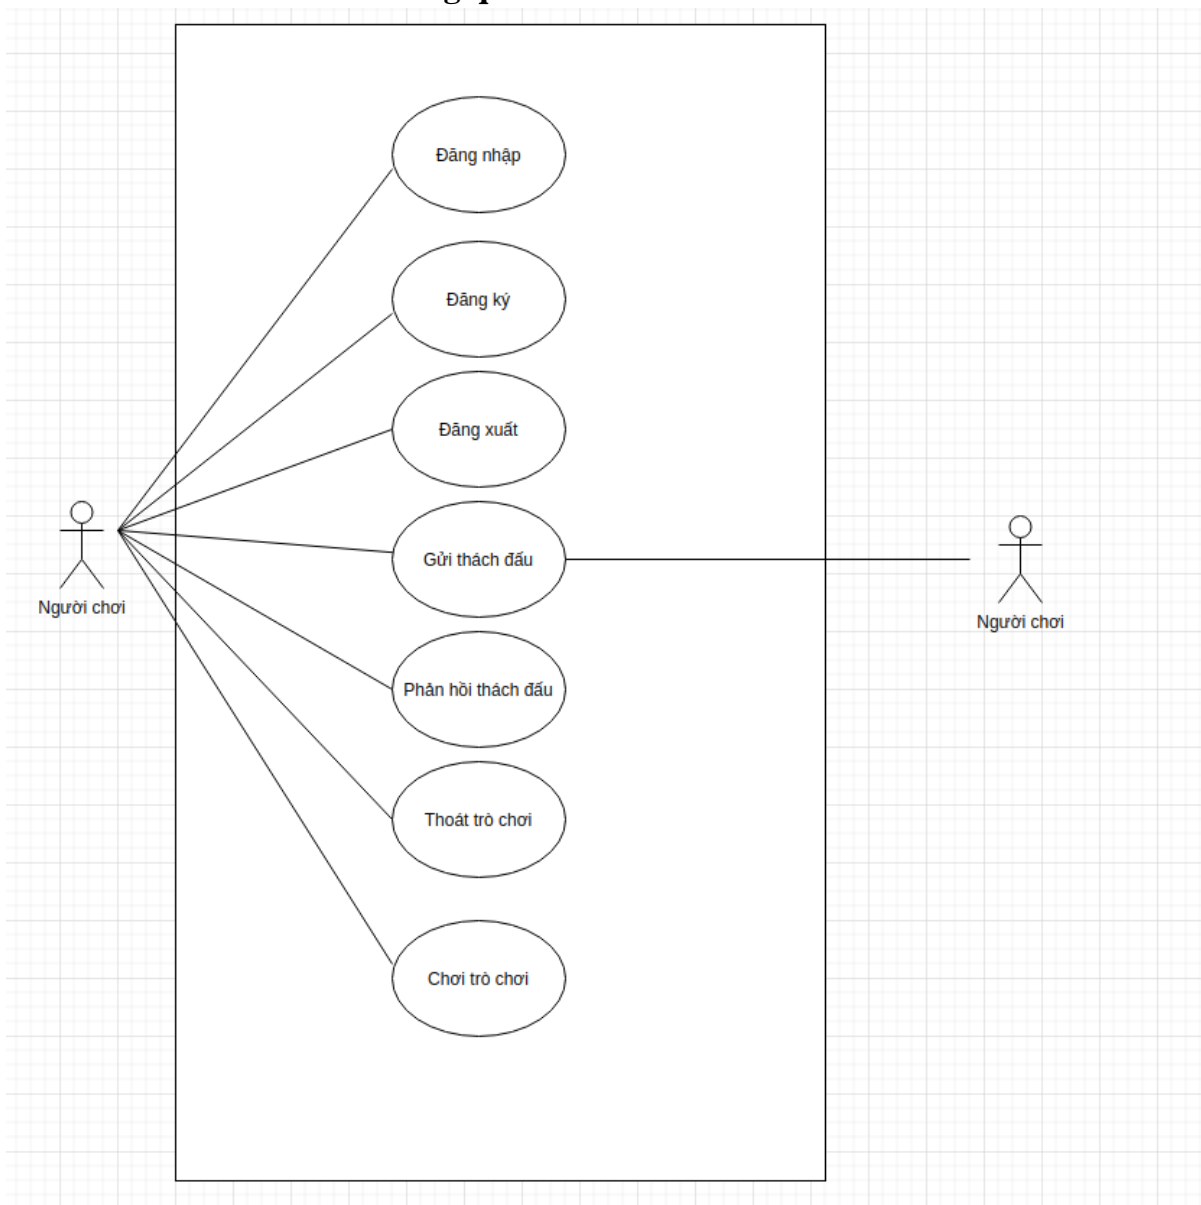 Đăng nhập
Đăng ký
Đăng xuất
Gửi thách đấu
Người chơi
Người chơi
Phản hồi thách đấu
Thoát trò chơi
Chơi trò chơi